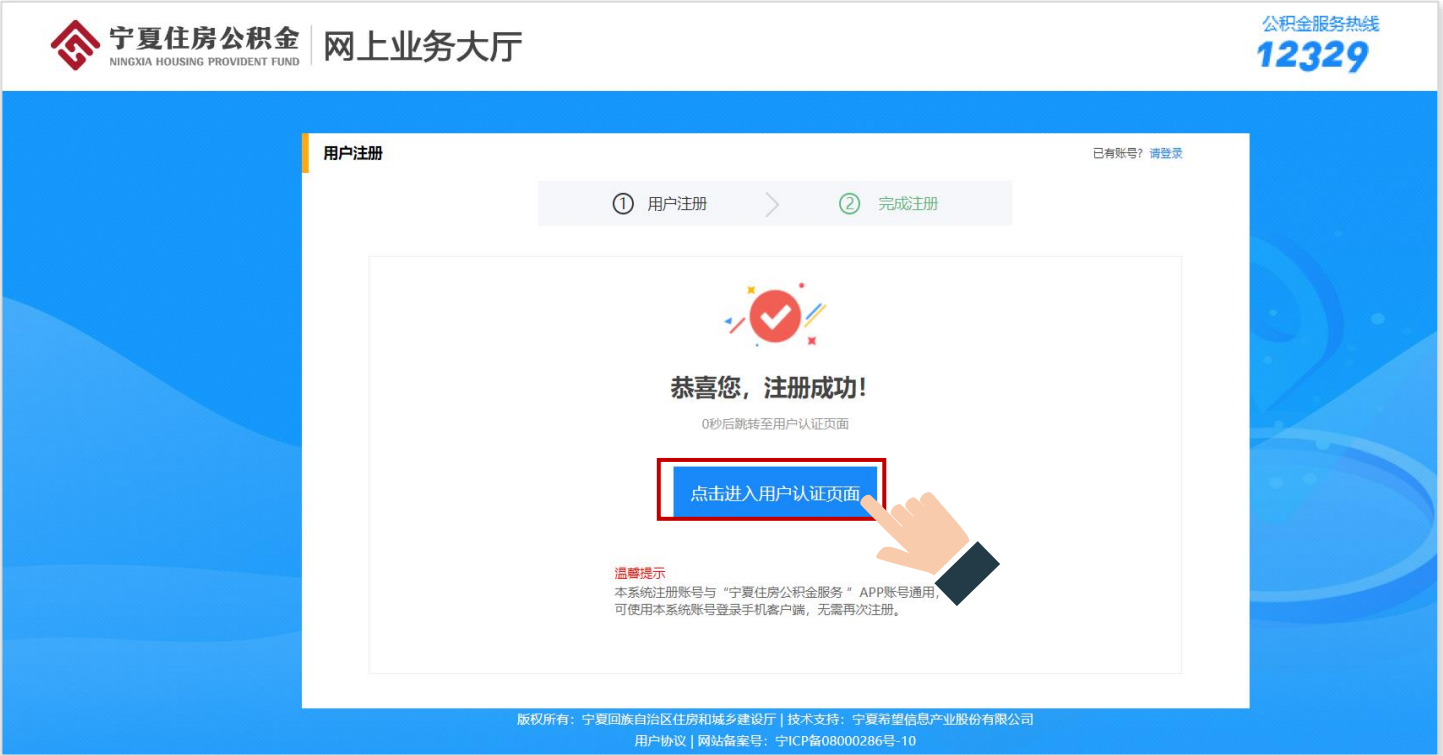 宁夏住房公积金
NINGXIA HOUSING PROVIDENT FUND
网上业务大厅
公积金服务热线
12329
用户注册
已有账号? 请登录
1 用户注册
2 完成注册
恭喜您，注册成功!
0秒后跳转至用户认证页面
点击进入用户认证页面
温馨提示
本系统注册账号与“宁夏住房公积金服务 ”APP账号通用，
可使用本系统账号登录手机客户端，无需再次注册。
版权所有：宁夏回族自治区住房和城乡建设厅 | 技术支持：宁夏希望信息产业股份有限公司
用户协议 | 网站备案号：宁ICP备08000286号-10